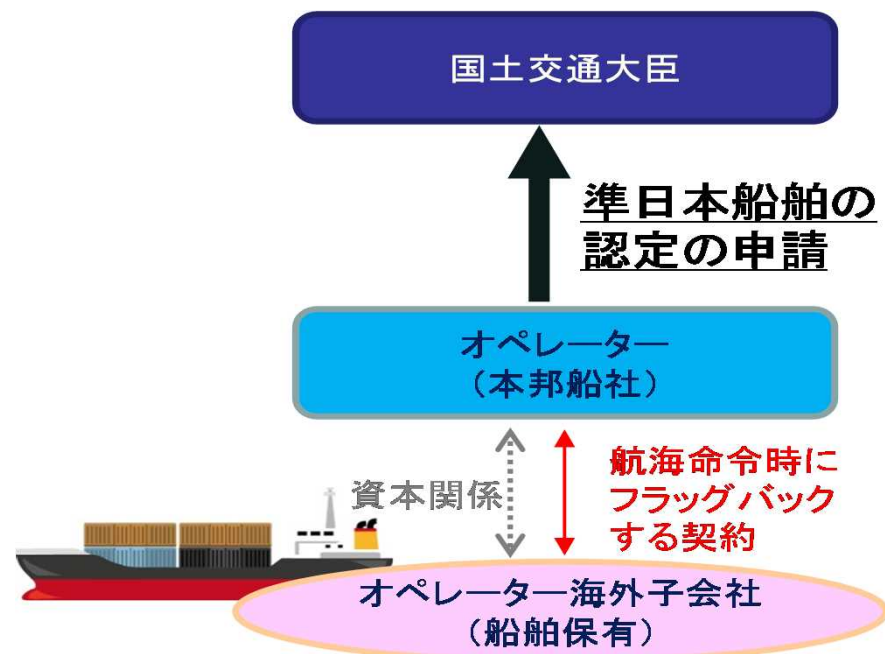 国土交通大臣
準日本船舶の
認定の申請
オペレーター
（本邦船社）
資本関係
航海命令時に
フラッグバック
する契約
オペレーター海外子会社
（船舶保有）